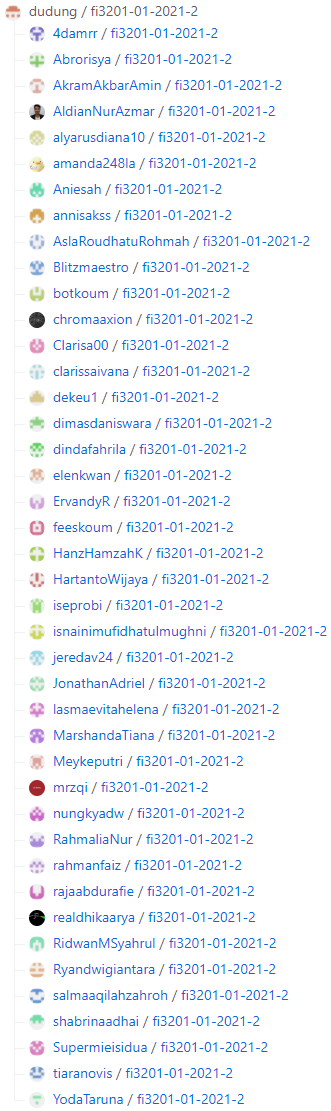 dudung / fi3201-01-2021-2
4damrr / fi3201-01-2021-2
Abrorisya / fi3201-01-2021-2
AkramAkbarAmin / fi3201-01-2021-2
AldianNurAzmar / fi3201-01-2021-2
alyarusdiana10 / fi3201-01-2021-2
amanda248la / fi3201-01-2021-2
Aniesah / fi3201-01-2021-2
annisakss / fi3201-01-2021-2
AslaRoudhatuRohmah / fi3201-01-2021-2
Blitzmaestro / fi3201-01-2021-2
botkoum / fi3201-01-2021-2
chromaaxion / fi3201-01-2021-2
Clarisa00 / fi3201-01-2021-2
clarissaivana / fi3201-01-2021-2
dekeu1 / fi3201-01-2021-2
dimasdaniswara / fi3201-01-2021-2
dindafahrila / fi3201-01-2021-2
elenkwan / fi3201-01-2021-2
ErvandyR / fi3201-01-2021-2
feeskoum / fi3201-01-2021-2
HanzHamzahK / fi3201-01-2021-2
HartantoWijaya / fi3201-01-2021-2
iseprobi / fi3201-01-2021-2
isnainimufidhatulmughni / fi3201-01-2021-2
jeredav24 / fi3201-01-2021-2
JonathanAdriel / fi3201-01-2021-2
lasmaevitahelena / fi3201-01-2021-2
MarshandaTiana / fi3201-01-2021-2
Meykeputri / fi3201-01-2021-2
mrzqi / fi3201-01-2021-2
nungkyadw / fi3201-01-2021-2
RahmaliaNur / fi3201-01-2021-2
rahmanfaiz / fi3201-01-2021-2
rajaabdurafie / fi3201-01-2021-2
realdhikaarya / fi3201-01-2021-2
RidwanMSyahrul / fi3201-01-2021-2
Ryandwigiantara / fi3201-01-2021-2
salmaaqilahzahroh / fi3201-01-2021-2
shabrinaadhai / fi3201-01-2021-2
Supermieisidua / fi3201-01-2021-2
tiaranovis / fi3201-01-2021-2
YodaTaruna / fi3201-01-2021-2